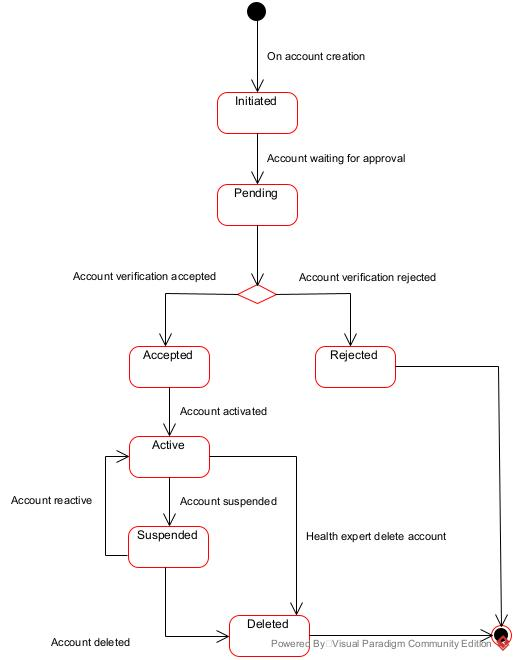 On account creation
Initiated
Account waiting for approval
Pending
Account verification accepted
Account verification rejected
Accepted
Rejected
Account activated
Active
Account reactive
Account suspended
Suspended
Health expert delete account
Deleted
Account deleted
Powered By Visual Paradigm Community Edition